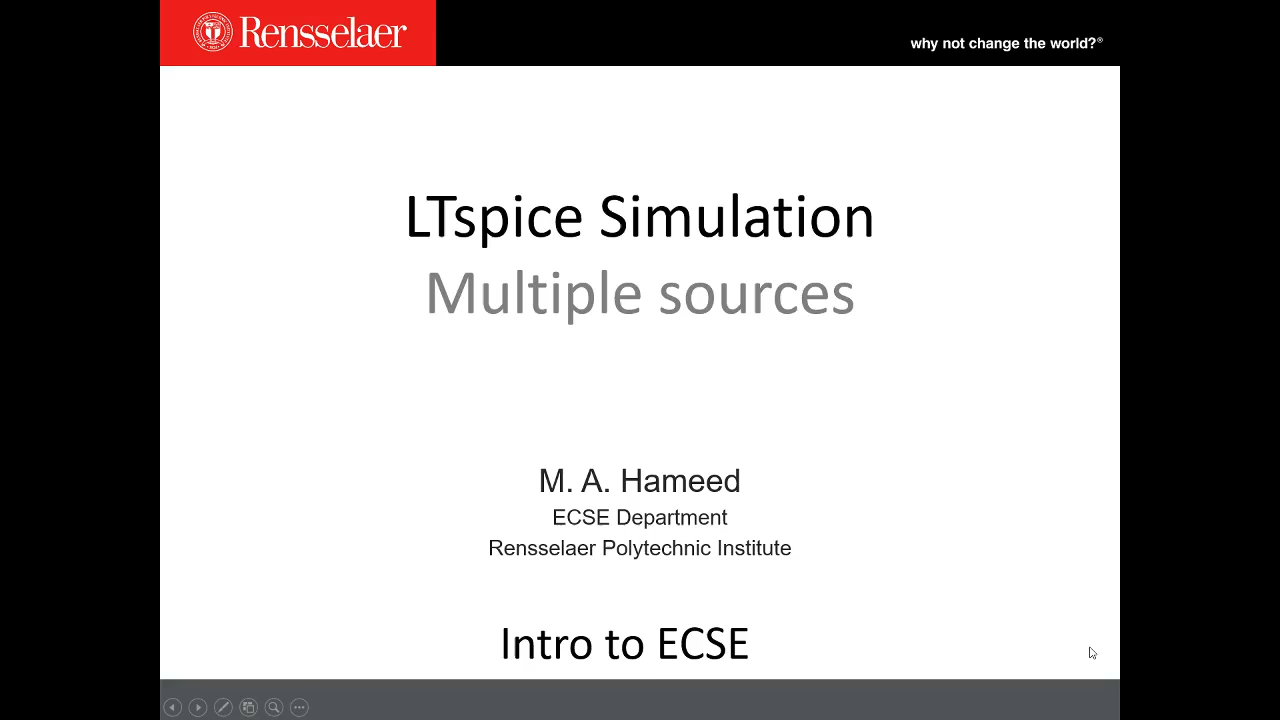 Rensselaer
why not change the world?®
LTspice Simulation
Multiple sources
M. A. Hameed
ECSE Department
Rensselaer Polytechnic Institute
Intro to ECSE